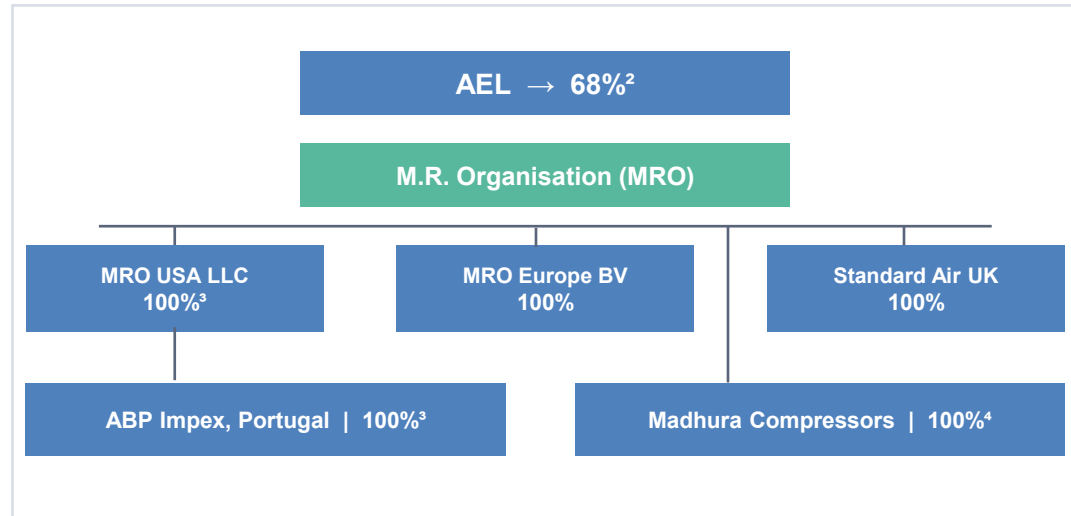 AEL → 68%²
M.R. Organisation (MRO)
MRO USA LLC
100%³
MRO Europe BV
100%
Standard Air UK
100%
ABP Impex, Portugal | 100%³
Madhura Compressors | 100%⁴